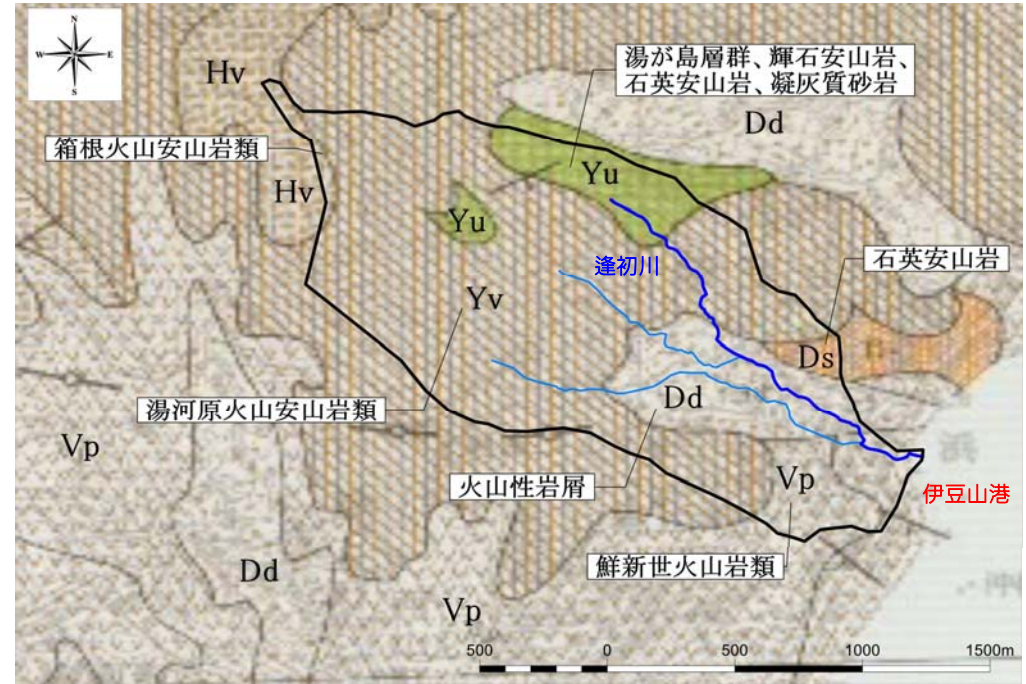 N
W
E
S
Hv
湯が島層群、輝石安山岩、
石英安山岩、凝灰質砂岩
Dd
箱根火山安山岩類
Hv
Yu
Yu
逢初川
石英安山岩
Yv
Ds
湯河原火山安山岩類
Dd
Vp
火山性岩屑
Vp
伊豆山港
鮮新世火山岩類
Dd
Vp
500
0
500
1000
1500m